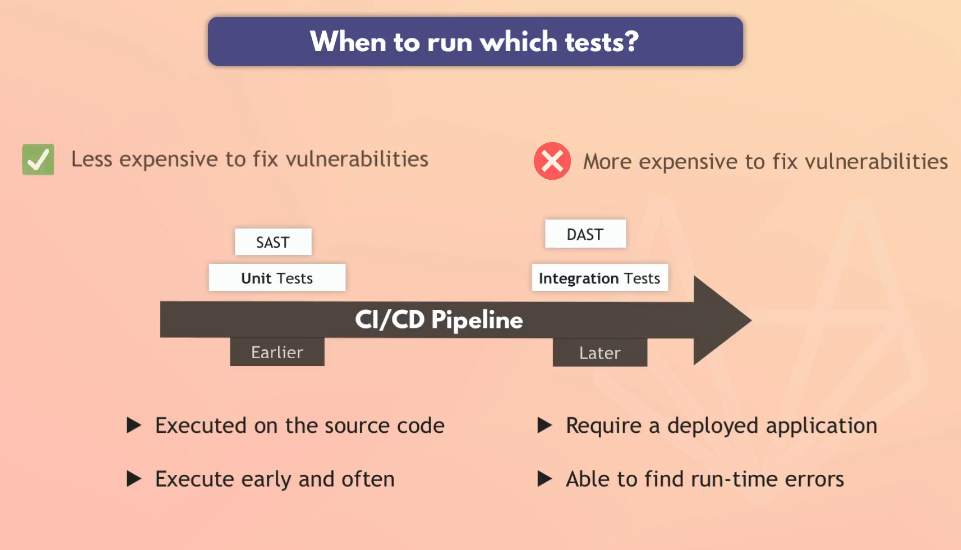 When to run which tests?
Less expensive to fix vulnerabilities
More expensive to fix vulnerabilities
SAST
DAST
Unit Tests
Integration Tests
CI/CD Pipeline
Earlier
Later
Executed on the source code
Require a deployed application
Execute early and often
Able to find run-time errors